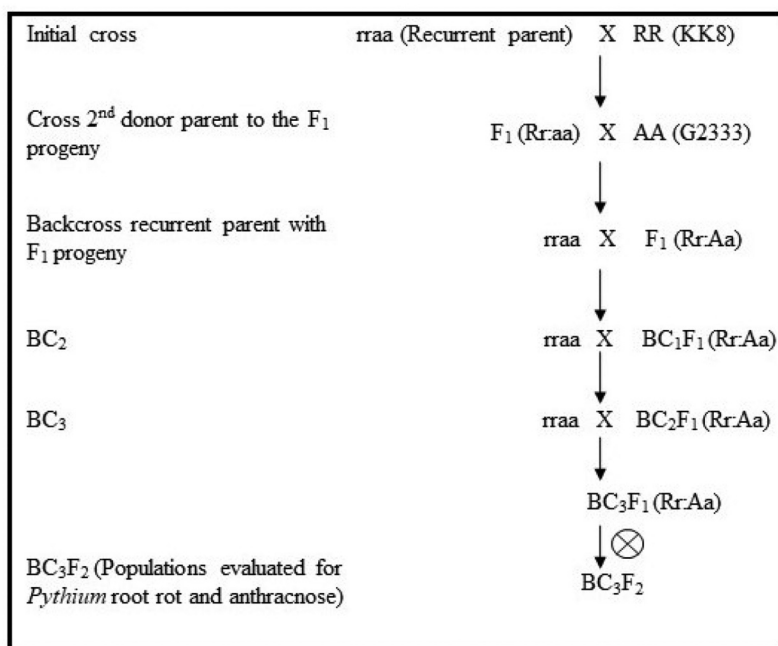 Initial cross rraa (Recurrent parent) X RR (KK8)
Cross 2nd donor parent to the F1
progeny
F1 (Rr:aa) X AA (G2333)
Backcross recurrent parent with
F1 progeny
rraa X F1 (Rr:Aa)
BC2 rraa X BC1F1 (Rr:Aa)
BC3 rraa X BC2F1 (Rr:Aa)
BC3F1 (Rr:Aa)
BC3F2 (Populations evaluated for
Pythium root rot and anthracnose)
BC3F2